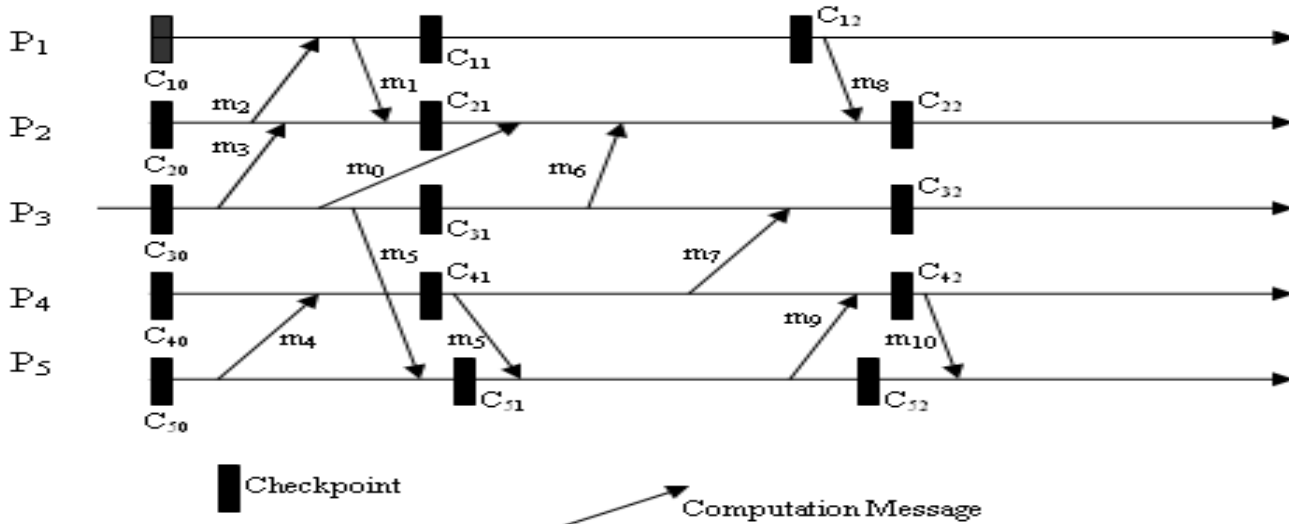 C₁₂
P₁
C₁₁
C₁₀
m₂
m₁
m₈
C₂₁
C₂₂
P₂
m₃
m₀
m₆
C₂₀
C₃₂
P₃
C₃₁
C₃₀
m₅
m₇
C₄₁
C₄₂
P₄
m₄
m₅
m₉
m₁₀
C₄₀
P₅
C₅₁
C₅₂
C₅₀
Checkpoint
Computation Message